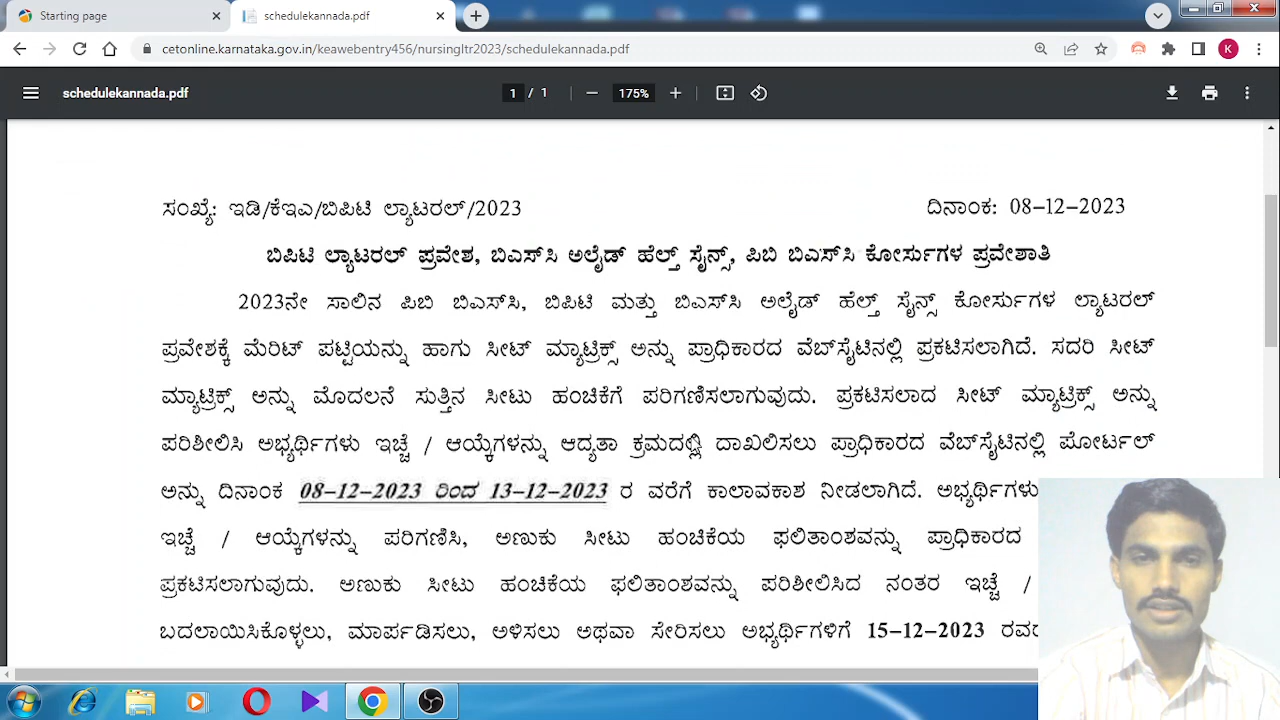 Starting page
schedulekannada.pdf
cetonline.karnataka.gov.in/keawebentry456/nursingltr2023/schedulekannada.pdf
K
schedulekannada.pdf
1 / 1
175%
ಸಂಖ್ಯೆ: ಇಡಿ/ಕೆಇಎ/ಬಿಪಿಟಿ ಲ್ಯಾಟರಲ್/2023 ದಿನಾಂಕ: 08-12-2023
ಬಿಪಿಟಿ ಲ್ಯಾಟರಲ್ ಪ್ರವೇಶ, ಬಿಎಸ್‌ಸಿ ಅಲೈಡ್ ಹೆಲ್ತ್ ಸೈನ್ಸ್, ಪಿಬಿ ಬಿಎಸ್‌ಸಿ ಕೋರ್ಸುಗಳ ಪ್ರವೇಶಾತಿ
2023ನೇ ಸಾಲಿನ ಪಿಬಿ ಬಿಎಸ್‌ಸಿ, ಬಿಪಿಟಿ ಮತ್ತು ಬಿಎಸ್‌ಸಿ ಅಲೈಡ್ ಹೆಲ್ತ್ ಸೈನ್ಸ್ ಕೋರ್ಸುಗಳ ಲ್ಯಾಟರಲ್
ಪ್ರವೇಶಕ್ಕೆ ಮೆರಿಟ್ ಪಟ್ಟಿಯನ್ನು ಹಾಗು ಸೀಟ್ ಮ್ಯಾಟ್ರಿಕ್ಸ್ ಅನ್ನು ಪ್ರಾಧಿಕಾರದ ವೆಬ್‌ಸೈಟಿನಲ್ಲಿ ಪ್ರಕಟಿಸಲಾಗಿದೆ. ಸದರಿ ಸೀಟ್
ಮ್ಯಾಟ್ರಿಕ್ಸ್ ಅನ್ನು ಮೊದಲನೆ ಸುತ್ತಿನ ಸೀಟು ಹಂಚಿಕೆಗೆ ಪರಿಗಣಿಸಲಾಗುವುದು. ಪ್ರಕಟಿಸಲಾದ ಸೀಟ್ ಮ್ಯಾಟ್ರಿಕ್ಸ್ ಅನ್ನು
ಪರಿಶೀಲಿಸಿ ಅಭ್ಯರ್ಥಿಗಳು ಇಚ್ಛೆ / ಆಯ್ಕೆಗಳನ್ನು ಆದ್ಯತಾ ಕ್ರಮದಲ್ಲಿ ದಾಖಲಿಸಲು ಪ್ರಾಧಿಕಾರದ ವೆಬ್‌ಸೈಟಿನಲ್ಲಿ ಪೋರ್ಟಲ್
ಅನ್ನು ದಿನಾಂಕ 08-12-2023 ರಿಂದ 13-12-2023 ರ ವರೆಗೆ ಕಾಲಾವಕಾಶ ನೀಡಲಾಗಿದೆ. ಅಭ್ಯರ್ಥಿಗಳು
ಇಚ್ಛೆ / ಆಯ್ಕೆಗಳನ್ನು ಪರಿಗಣಿಸಿ, ಅಣುಕು ಸೀಟು ಹಂಚಿಕೆಯ ಫಲಿತಾಂಶವನ್ನು ಪ್ರಾಧಿಕಾರದ
ಪ್ರಕಟಿಸಲಾಗುವುದು. ಅಣುಕು ಸೀಟು ಹಂಚಿಕೆಯ ಫಲಿತಾಂಶವನ್ನು ಪರಿಶೀಲಿಸಿದ ನಂತರ ಇಚ್ಛೆ /
ಬದಲಾಯಿಸಿಕೊಳ್ಳಲು, ಮಾರ್ಪಡಿಸಲು, ಅಳಿಸಲು ಅಥವಾ ಸೇರಿಸಲು ಅಭ್ಯರ್ಥಿಗಳಿಗೆ 15-12-2023